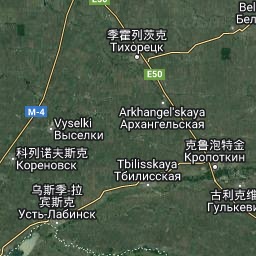 Bel
Бел
E50
季霍列茨克
Тихорецк
E50
M-4
Arkhangel'skaya
Архангельская
Vyselki
Выселки
克鲁泡特金
Кропоткин
科列诺夫斯克
Кореновск
Tbilisskaya
Тбилисская
乌斯季-拉
宾斯克
Усть-Лабинск
古利克维
Гулькеви